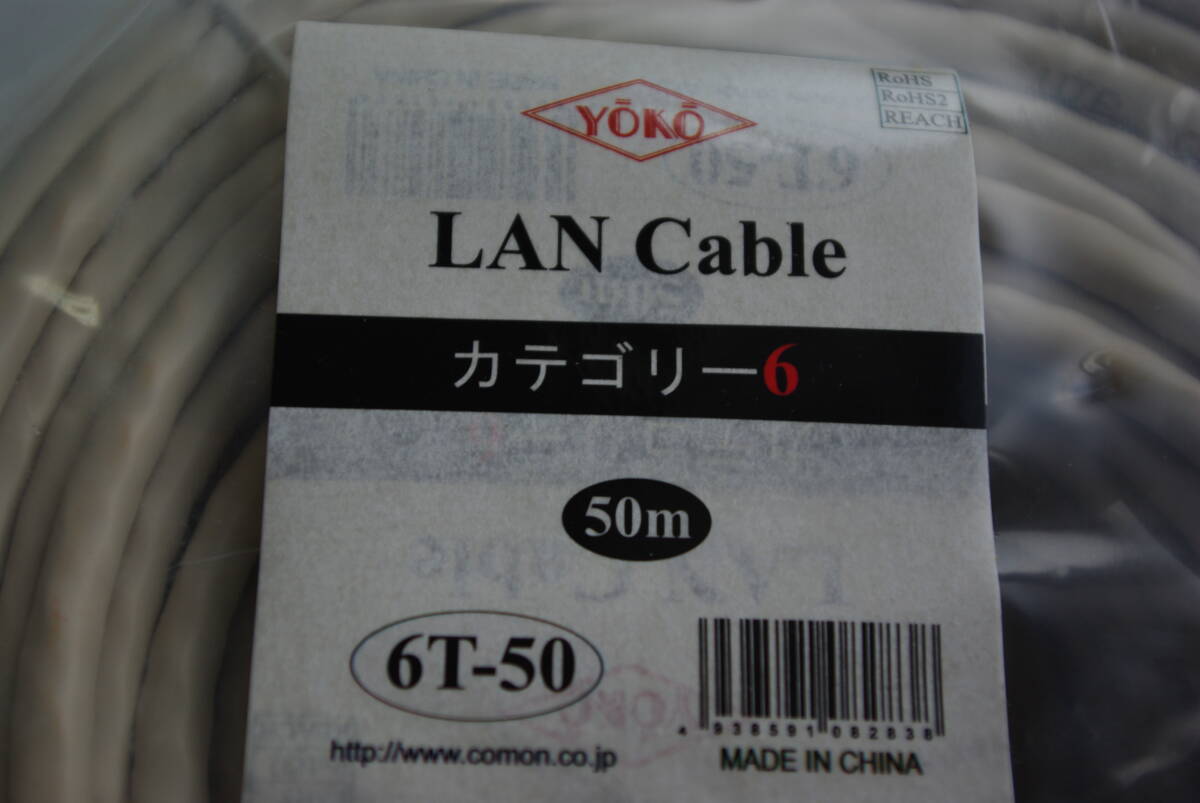 YŌKŌ
RoHS
RoHS2
REACH
LAN Cable
カテゴリー6
50m
6T-50
4 938591 082838
http://www.comon.co.jp
MADE IN CHINA